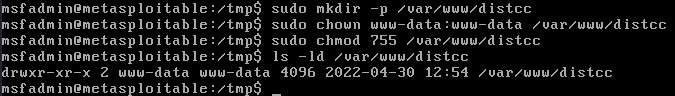 msfadmin@metasploitable:/tmp$ sudo mkdir -p /var/www/distcc
msfadmin@metasploitable:/tmp$ sudo chown www-data:www-data /var/www/distcc
msfadmin@metasploitable:/tmp$ sudo chmod 755 /var/www/distcc
msfadmin@metasploitable:/tmp$ ls -ld /var/www/distcc
drwxr-xr-x 2 www-data www-data 4096 2022-04-30 12:54 /var/www/distcc
msfadmin@metasploitable:/tmp$ _